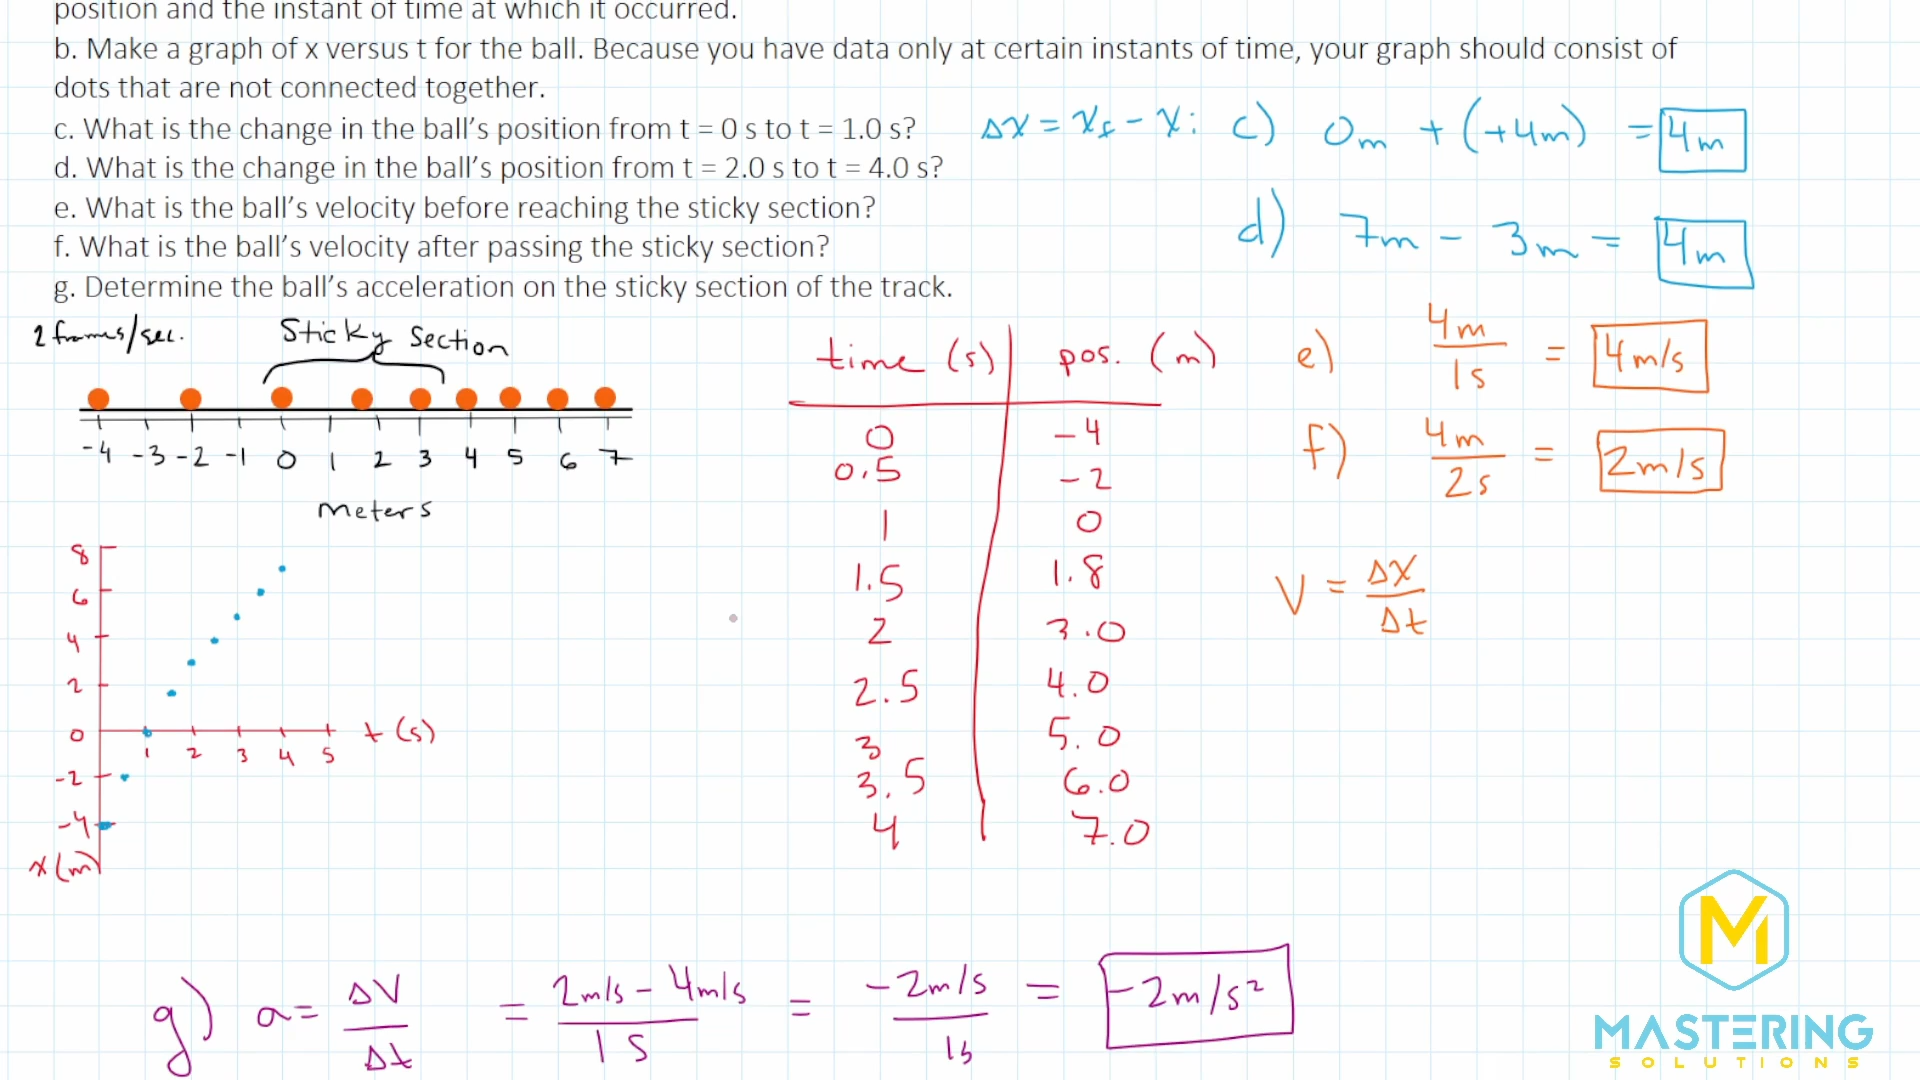 position and the instant of time at which it occurred.
b. Make a graph of x versus t for the ball. Because you have data only at certain instants of time, your graph should consist of
dots that are not connected together.
c. What is the change in the ball's position from t = 0 s to t = 1.0 s?
d. What is the change in the ball's position from t = 2.0 s to t = 4.0 s?
e. What is the ball's velocity before reaching the sticky section?
f. What is the ball's velocity after passing the sticky section?
g. Determine the ball's acceleration on the sticky section of the track.
Δx = xf - xi
c) 0m + (+4m) = 4m
d) 7m - 3m = 4m
2 frames/sec.
Sticky Section
-4 -3 -2 -1 0 1 2 3 4 5 6 7
meters
time (s) pos. (m)
0 -4
0.5 -2
1 0
1.5 1.8
2 3.0
2.5 4.0
3 5.0
3.5 6.0
4 7.0
e) 4m/1s = 4m/s
f) 4m/2s = 2m/s
V = Δx/Δt
8
6
4
2
0
-2
-4
x(m)
1 2 3 4 5
t (s)
g) a = ΔV/Δt = 2m/s - 4m/s / 1s = -2m/s / 1s = -2m/s²
M
MASTERING
SOLUTIONS